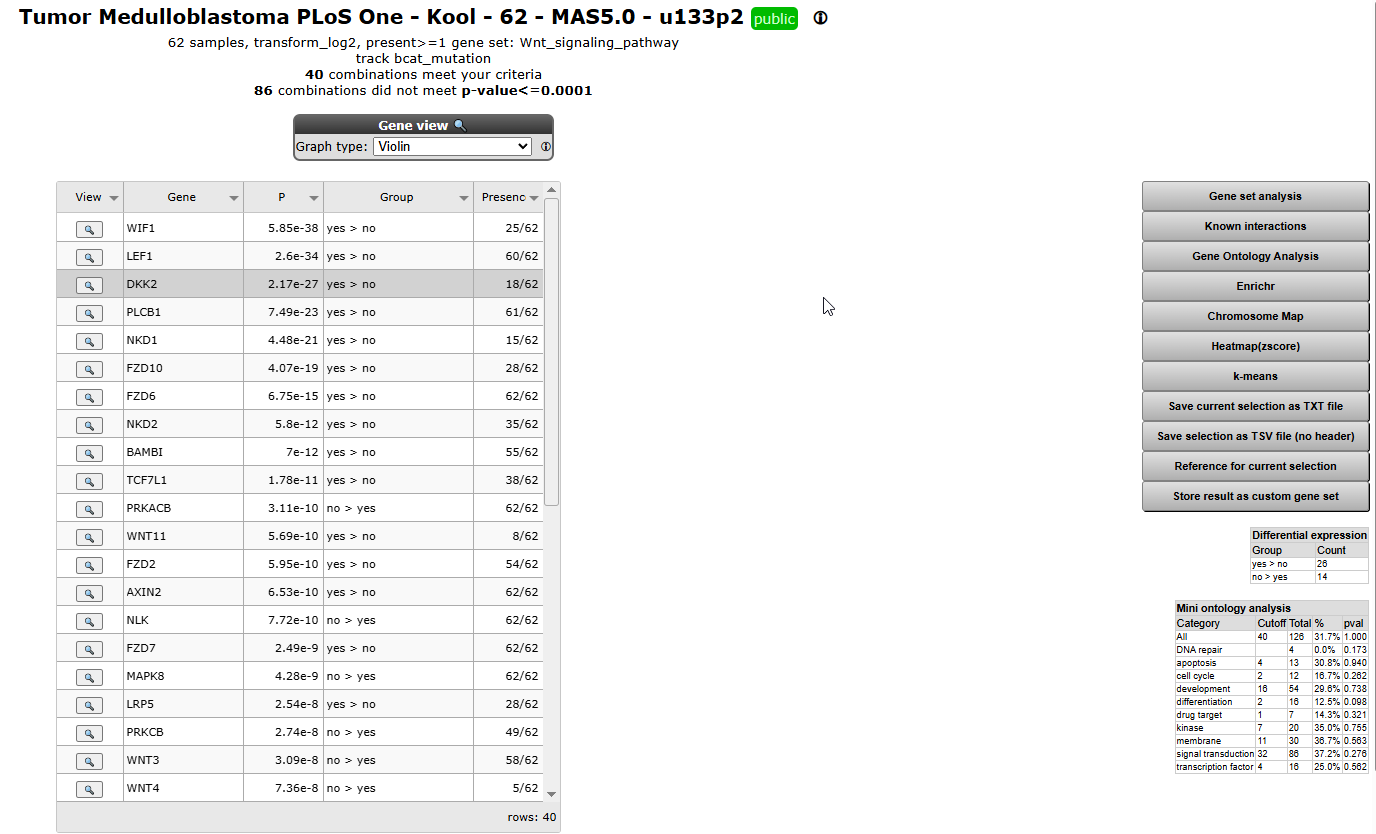 Tumor Medulloblastoma PLoS One - Kool - 62 - MAS5.0 - u133p2 public
62 samples, transform_log2, present>=1 gene set: Wnt_signaling_pathway
track bcat_mutation
40 combinations meet your criteria
86 combinations did not meet p-value<=0.0001
Gene view
Graph type: Violin
View Gene P Group Presenc
WIF1 5.85e-38 yes > no 25/62
LEF1 2.6e-34 yes > no 60/62
DKK2 2.17e-27 yes > no 18/62
PLCB1 7.49e-23 yes > no 61/62
NKD1 4.48e-21 yes > no 15/62
FZD10 4.07e-19 yes > no 28/62
FZD6 6.75e-15 yes > no 62/62
NKD2 5.8e-12 yes > no 35/62
BAMBI 7e-12 yes > no 55/62
TCF7L1 1.78e-11 yes > no 38/62
PRKACB 3.11e-10 no > yes 62/62
WNT11 5.69e-10 yes > no 8/62
FZD2 5.95e-10 yes > no 54/62
AXIN2 6.53e-10 yes > no 62/62
NLK 7.72e-10 no > yes 62/62
FZD7 2.49e-9 yes > no 62/62
MAPK8 4.28e-9 no > yes 62/62
LRP5 2.54e-8 yes > no 28/62
PRKCB 2.74e-8 no > yes 49/62
WNT3 3.09e-8 no > yes 58/62
WNT4 7.36e-8 no > yes 5/62
rows: 40
Gene set analysis
Known interactions
Gene Ontology Analysis
Enrichr
Chromosome Map
Heatmap(zscore)
k-means
Save current selection as TXT file
Save selection as TSV file (no header)
Reference for current selection
Store result as custom gene set
Differential expression
Group Count
yes > no 26
no > yes 14
Mini ontology analysis
Category Cutoff Total % pval
All 40 126 31.7% 1.000
DNA repair 4 0.0% 0.173
apoptosis 4 13 30.8% 0.940
cell cycle 2 12 16.7% 0.262
development 16 54 29.6% 0.738
differentiation 2 16 12.5% 0.098
drug target 1 7 14.3% 0.321
kinase 7 20 35.0% 0.755
membrane 11 30 36.7% 0.563
signal transduction 32 86 37.2% 0.276
transcription factor 4 16 25.0% 0.562